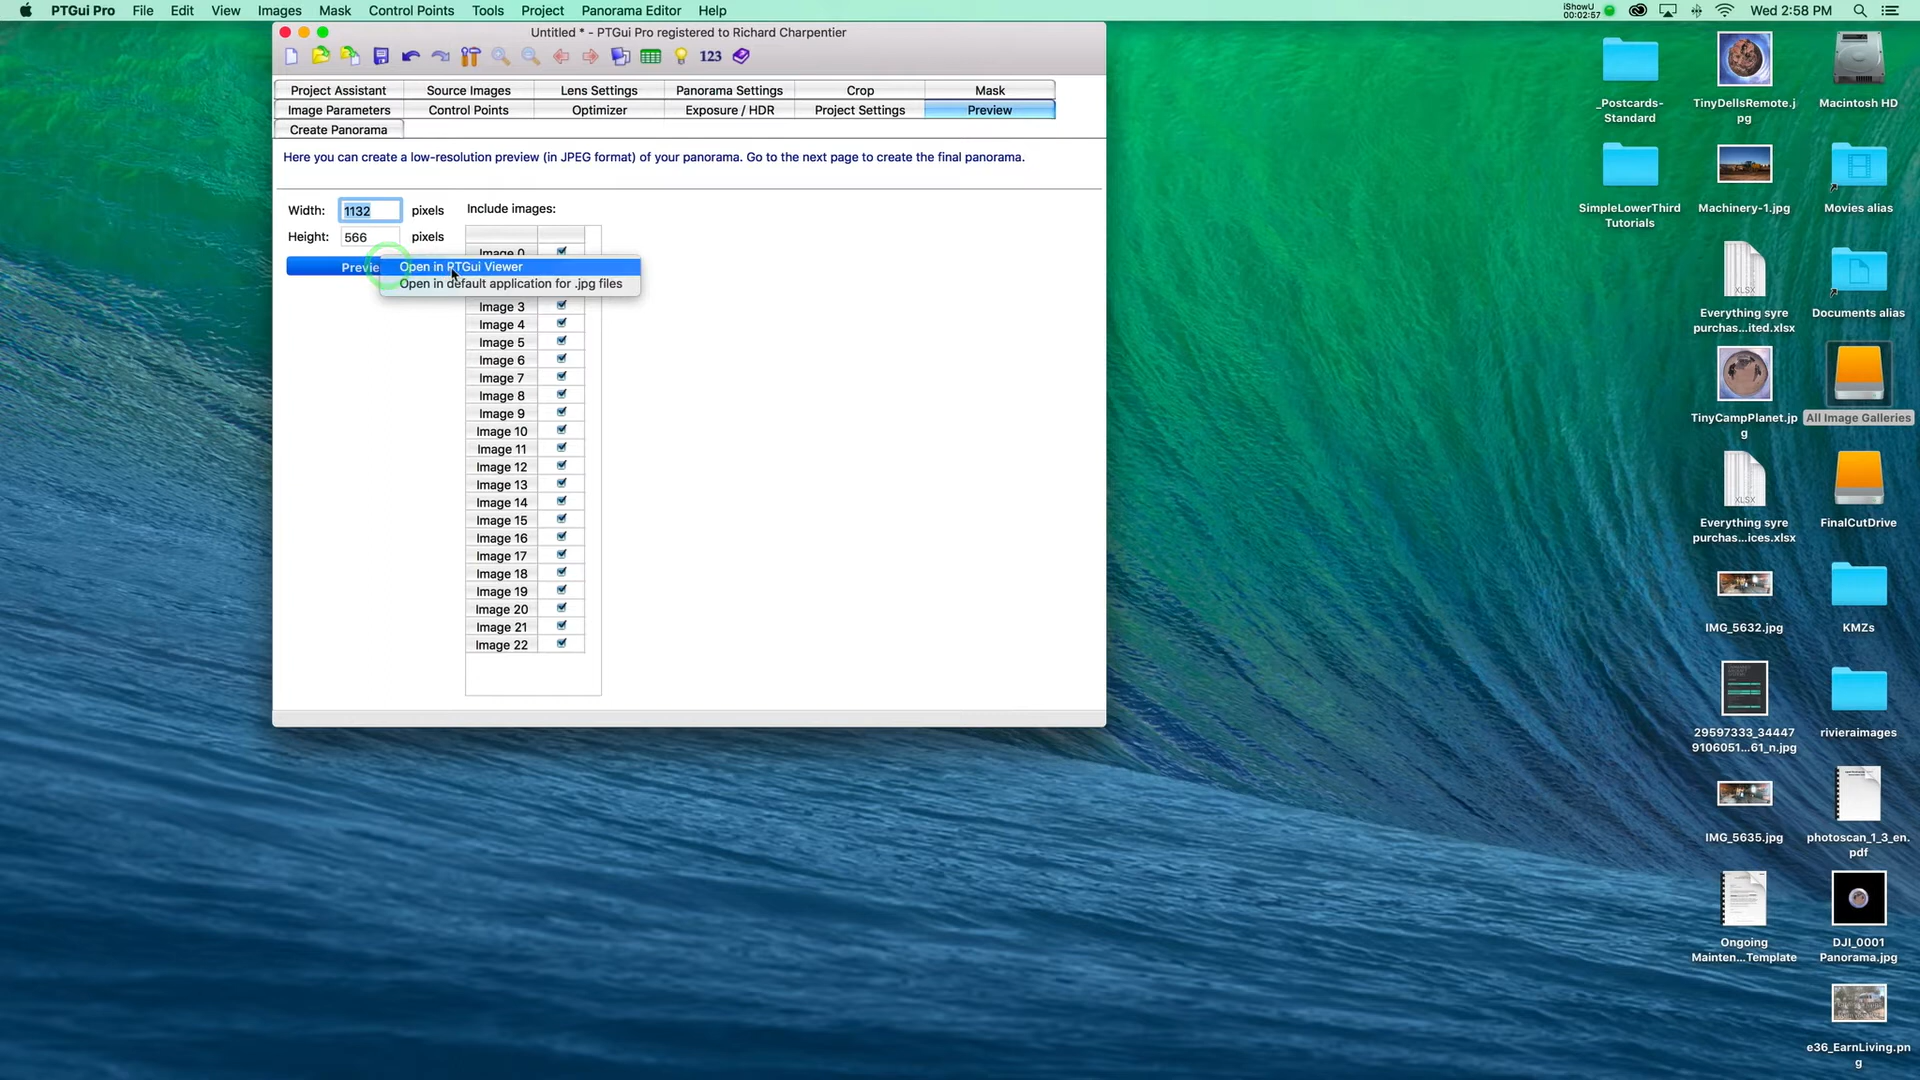 PTGui Pro File Edit View Images Mask Control Points Tools Project Panorama Editor Help
iShowU
00:02:57
Wed 2:58 PM
Untitled * - PTGui Pro registered to Richard Charpentier
123
Project Assistant Source Images Lens Settings Panorama Settings Crop Mask
Image Parameters Control Points Optimizer Exposure / HDR Project Settings Preview
Create Panorama
Here you can create a low-resolution preview (in JPEG format) of your panorama. Go to the next page to create the final panorama.
Width: 1132 pixels
Include images:
Height: 566 pixels
Image 0
Previe
Open in PTGui Viewer
Open in default application for .jpg files
Image 3
Image 4
Image 5
Image 6
Image 7
Image 8
Image 9
Image 10
Image 11
Image 12
Image 13
Image 14
Image 15
Image 16
Image 17
Image 18
Image 19
Image 20
Image 21
Image 22
_Postcards-
Standard
TinyDellsRemote.j
pg
Macintosh HD
SimpleLowerThird
Tutorials
Machinery-1.jpg
Movies alias
XLSX
Everything syre
purchas...ited.xlsx
Documents alias
TinyCampPlanet.jp
g
All Image Galleries
XLSX
Everything syre
purchas...ices.xlsx
FinalCutDrive
IMG_5632.jpg
KMZs
29597333_34447
9106051...61_n.jpg
rivieraimages
IMG_5635.jpg
photoscan_1_3_en.
pdf
Ongoing
Mainten...Template
DJI_0001
Panorama.jpg
e36_EarnLiving.pn
g